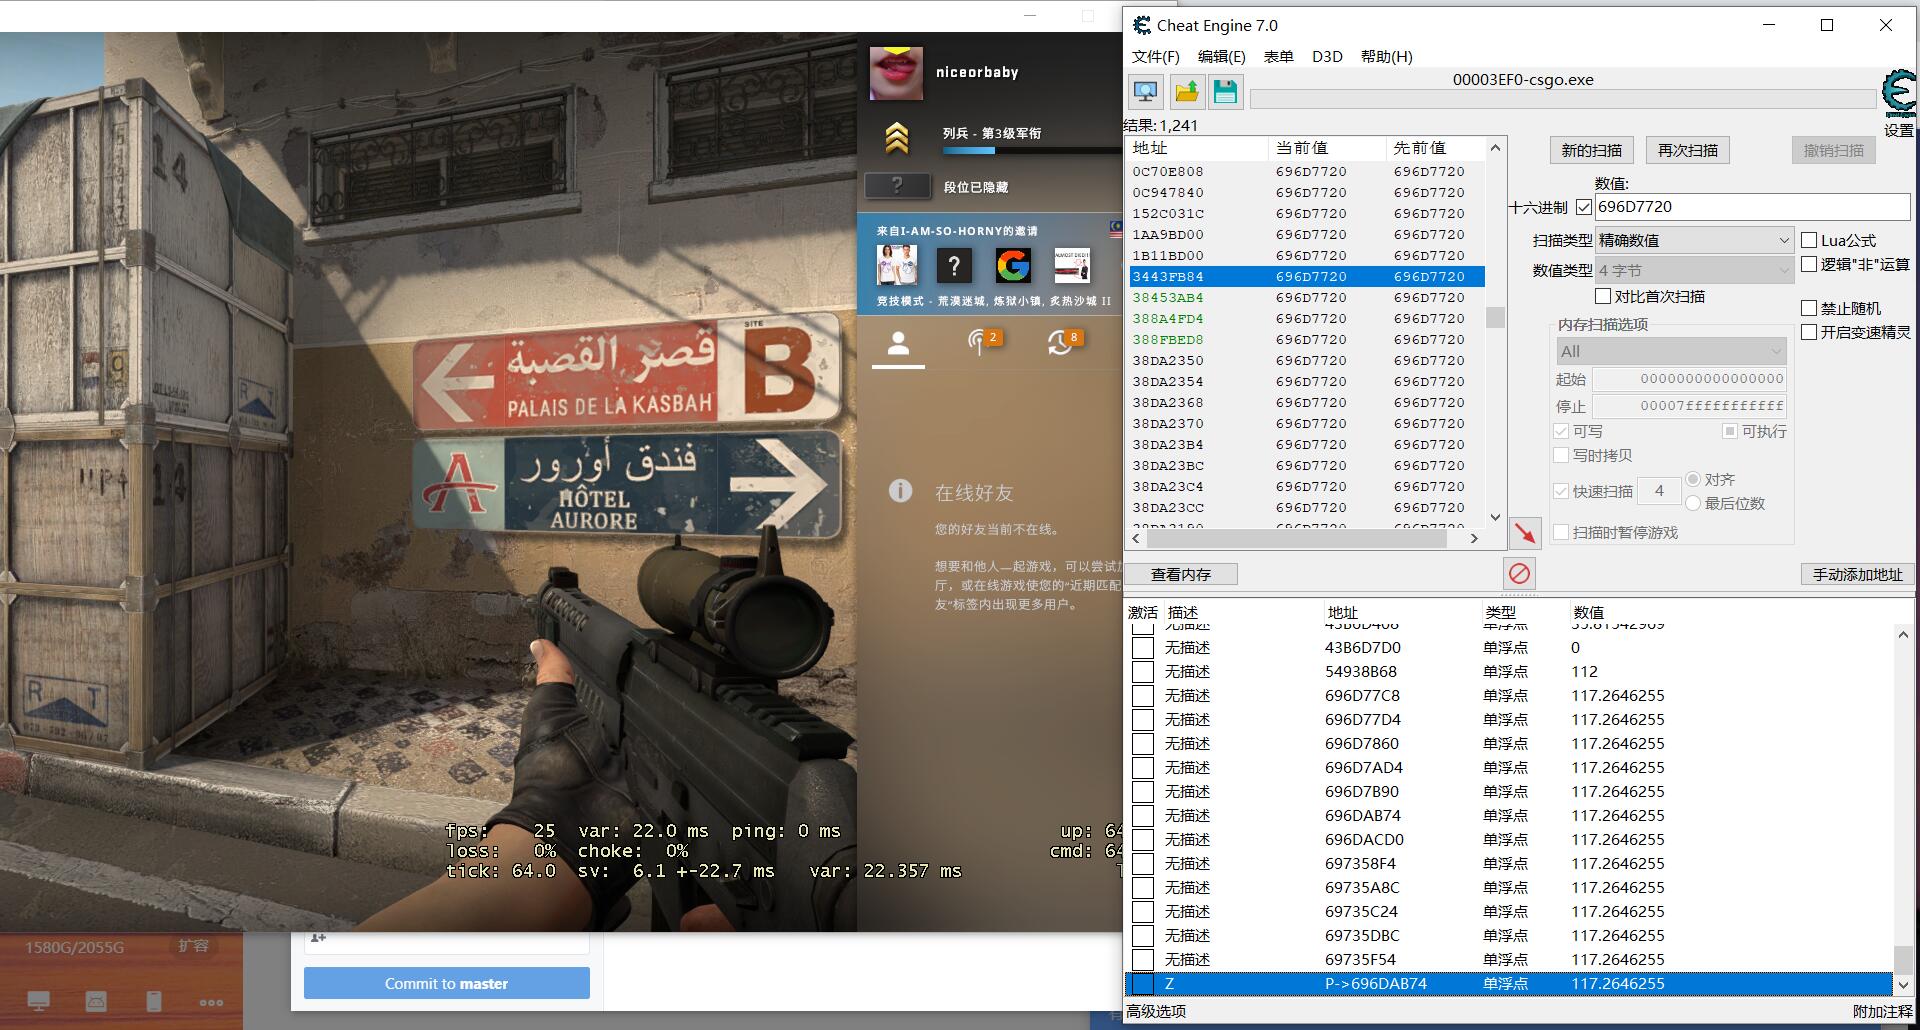 Cheat Engine 7.0
文件(F) 编辑(E) 表单 D3D 帮助(H)
00003EF0-csgo.exe
设置
结果:1,241
地址 当前值 先前值
0C70E808 696D7720 696D7720
0C947840 696D7720 696D7720
152C031C 696D7720 696D7720
1AA9BD00 696D7720 696D7720
1B11BD00 696D7720 696D7720
3443FB84 696D7720 696D7720
38453AB4 696D7720 696D7720
388A4FD4 696D7720 696D7720
388FBED8 696D7720 696D7720
38DA2350 696D7720 696D7720
38DA2354 696D7720 696D7720
38DA2368 696D7720 696D7720
38DA2370 696D7720 696D7720
38DA23B4 696D7720 696D7720
38DA23BC 696D7720 696D7720
38DA23C4 696D7720 696D7720
38DA23CC 696D7720 696D7720
新的扫描 再次扫描 撤销扫描
数值:
十六进制 696D7720
扫描类型 精确数值 Lua公式
数值类型 4 字节 逻辑"非"运算
对比首次扫描
禁止随机
开启变速精灵
内存扫描选项
All
起始 0000000000000000
停止 00007fffffffffff
可写 可执行
写时拷贝
快速扫描 4 对齐
最后位数
扫描时暂停游戏
查看内存 手动添加地址
激活 描述 地址 类型 数值
无描述 43B6D408 单浮点 35.81542969
无描述 43B6D7D0 单浮点 0
无描述 54938B68 单浮点 112
无描述 696D77C8 单浮点 117.2646255
无描述 696D77D4 单浮点 117.2646255
无描述 696D7860 单浮点 117.2646255
无描述 696D7AD4 单浮点 117.2646255
无描述 696D7B90 单浮点 117.2646255
无描述 696DAB74 单浮点 117.2646255
无描述 696DACD0 单浮点 117.2646255
无描述 697358F4 单浮点 117.2646255
无描述 69735A8C 单浮点 117.2646255
无描述 69735C24 单浮点 117.2646255
无描述 69735DBC 单浮点 117.2646255
无描述 69735F54 单浮点 117.2646255
Z P->696DAB74 单浮点 117.2646255
高级选项 附加注释
niceorbaby
列兵 - 第3级军衔
?
段位已隐藏
来自I-AM-SO-HORNY的邀请
?
竞技模式 - 荒漠迷城, 炼狱小镇, 炙热沙城 II
2
8
在线好友
您的好友当前不在线。
想要和他人一起游戏，可以尝试
厅，或在线游戏使您的“近期匹配
友”标签内出现更多用户。
14
14
قصر القصبة
PALAIS DE LA KASBAH
SITE
B
A
فندق أورور
HÔTEL
AURORE
RT
fps: 25 var: 22.0 ms ping: 0 ms up: 64
loss: 0% choke: 0% cmd: 64
tick: 64.0 sv: 6.1 +-22.7 ms var: 22.357 ms
1580G/2055G 扩容
Commit to master